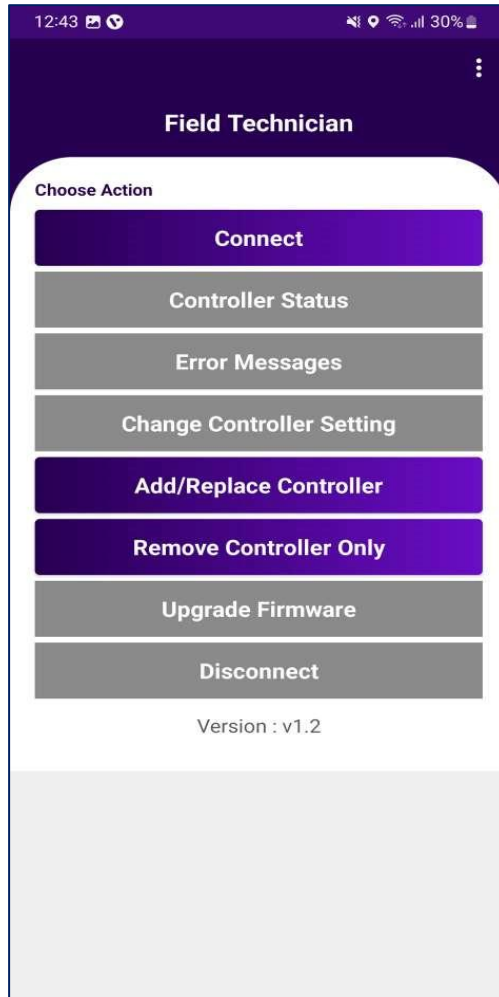 12:43 30%
Field Technician
Choose Action
Connect
Controller Status
Error Messages
Change Controller Setting
Add/Replace Controller
Remove Controller Only
Upgrade Firmware
Disconnect
Version : v1.2